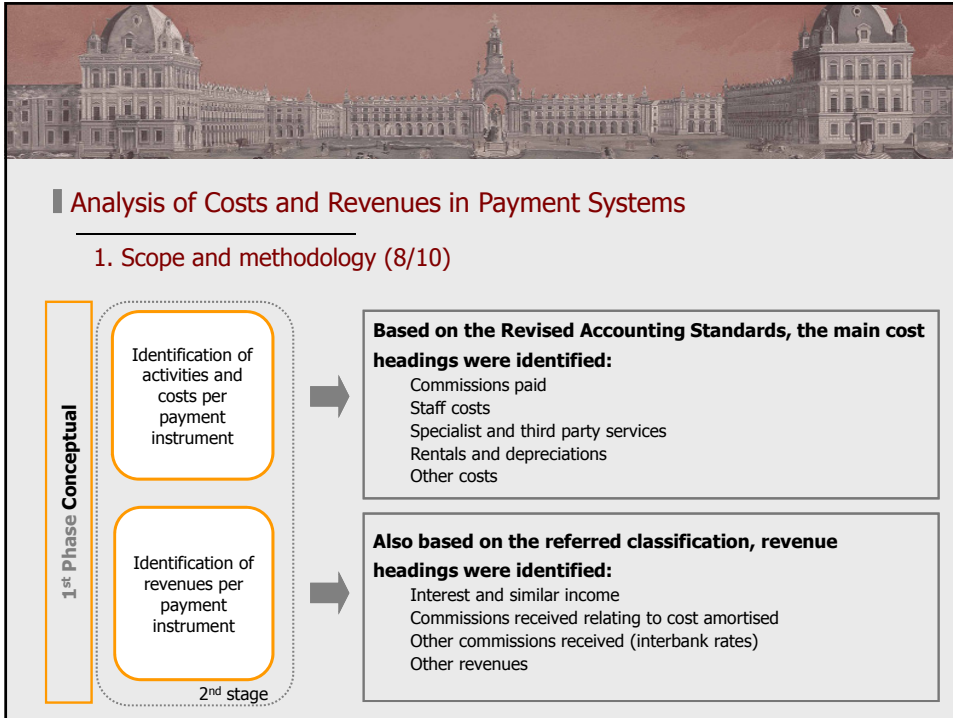 Analysis of Costs and Revenues in Payment Systems
1. Scope and methodology (8/10)
1st Phase Conceptual
Identification of
activities and
costs per
payment
instrument
Based on the Revised Accounting Standards, the main cost
headings were identified:
Commissions paid
Staff costs
Specialist and third party services
Rentals and depreciations
Other costs
Identification of
revenues per
payment
instrument
2nd stage
Also based on the referred classification, revenue
headings were identified:
Interest and similar income
Commissions received relating to cost amortised
Other commissions received (interbank rates)
Other revenues